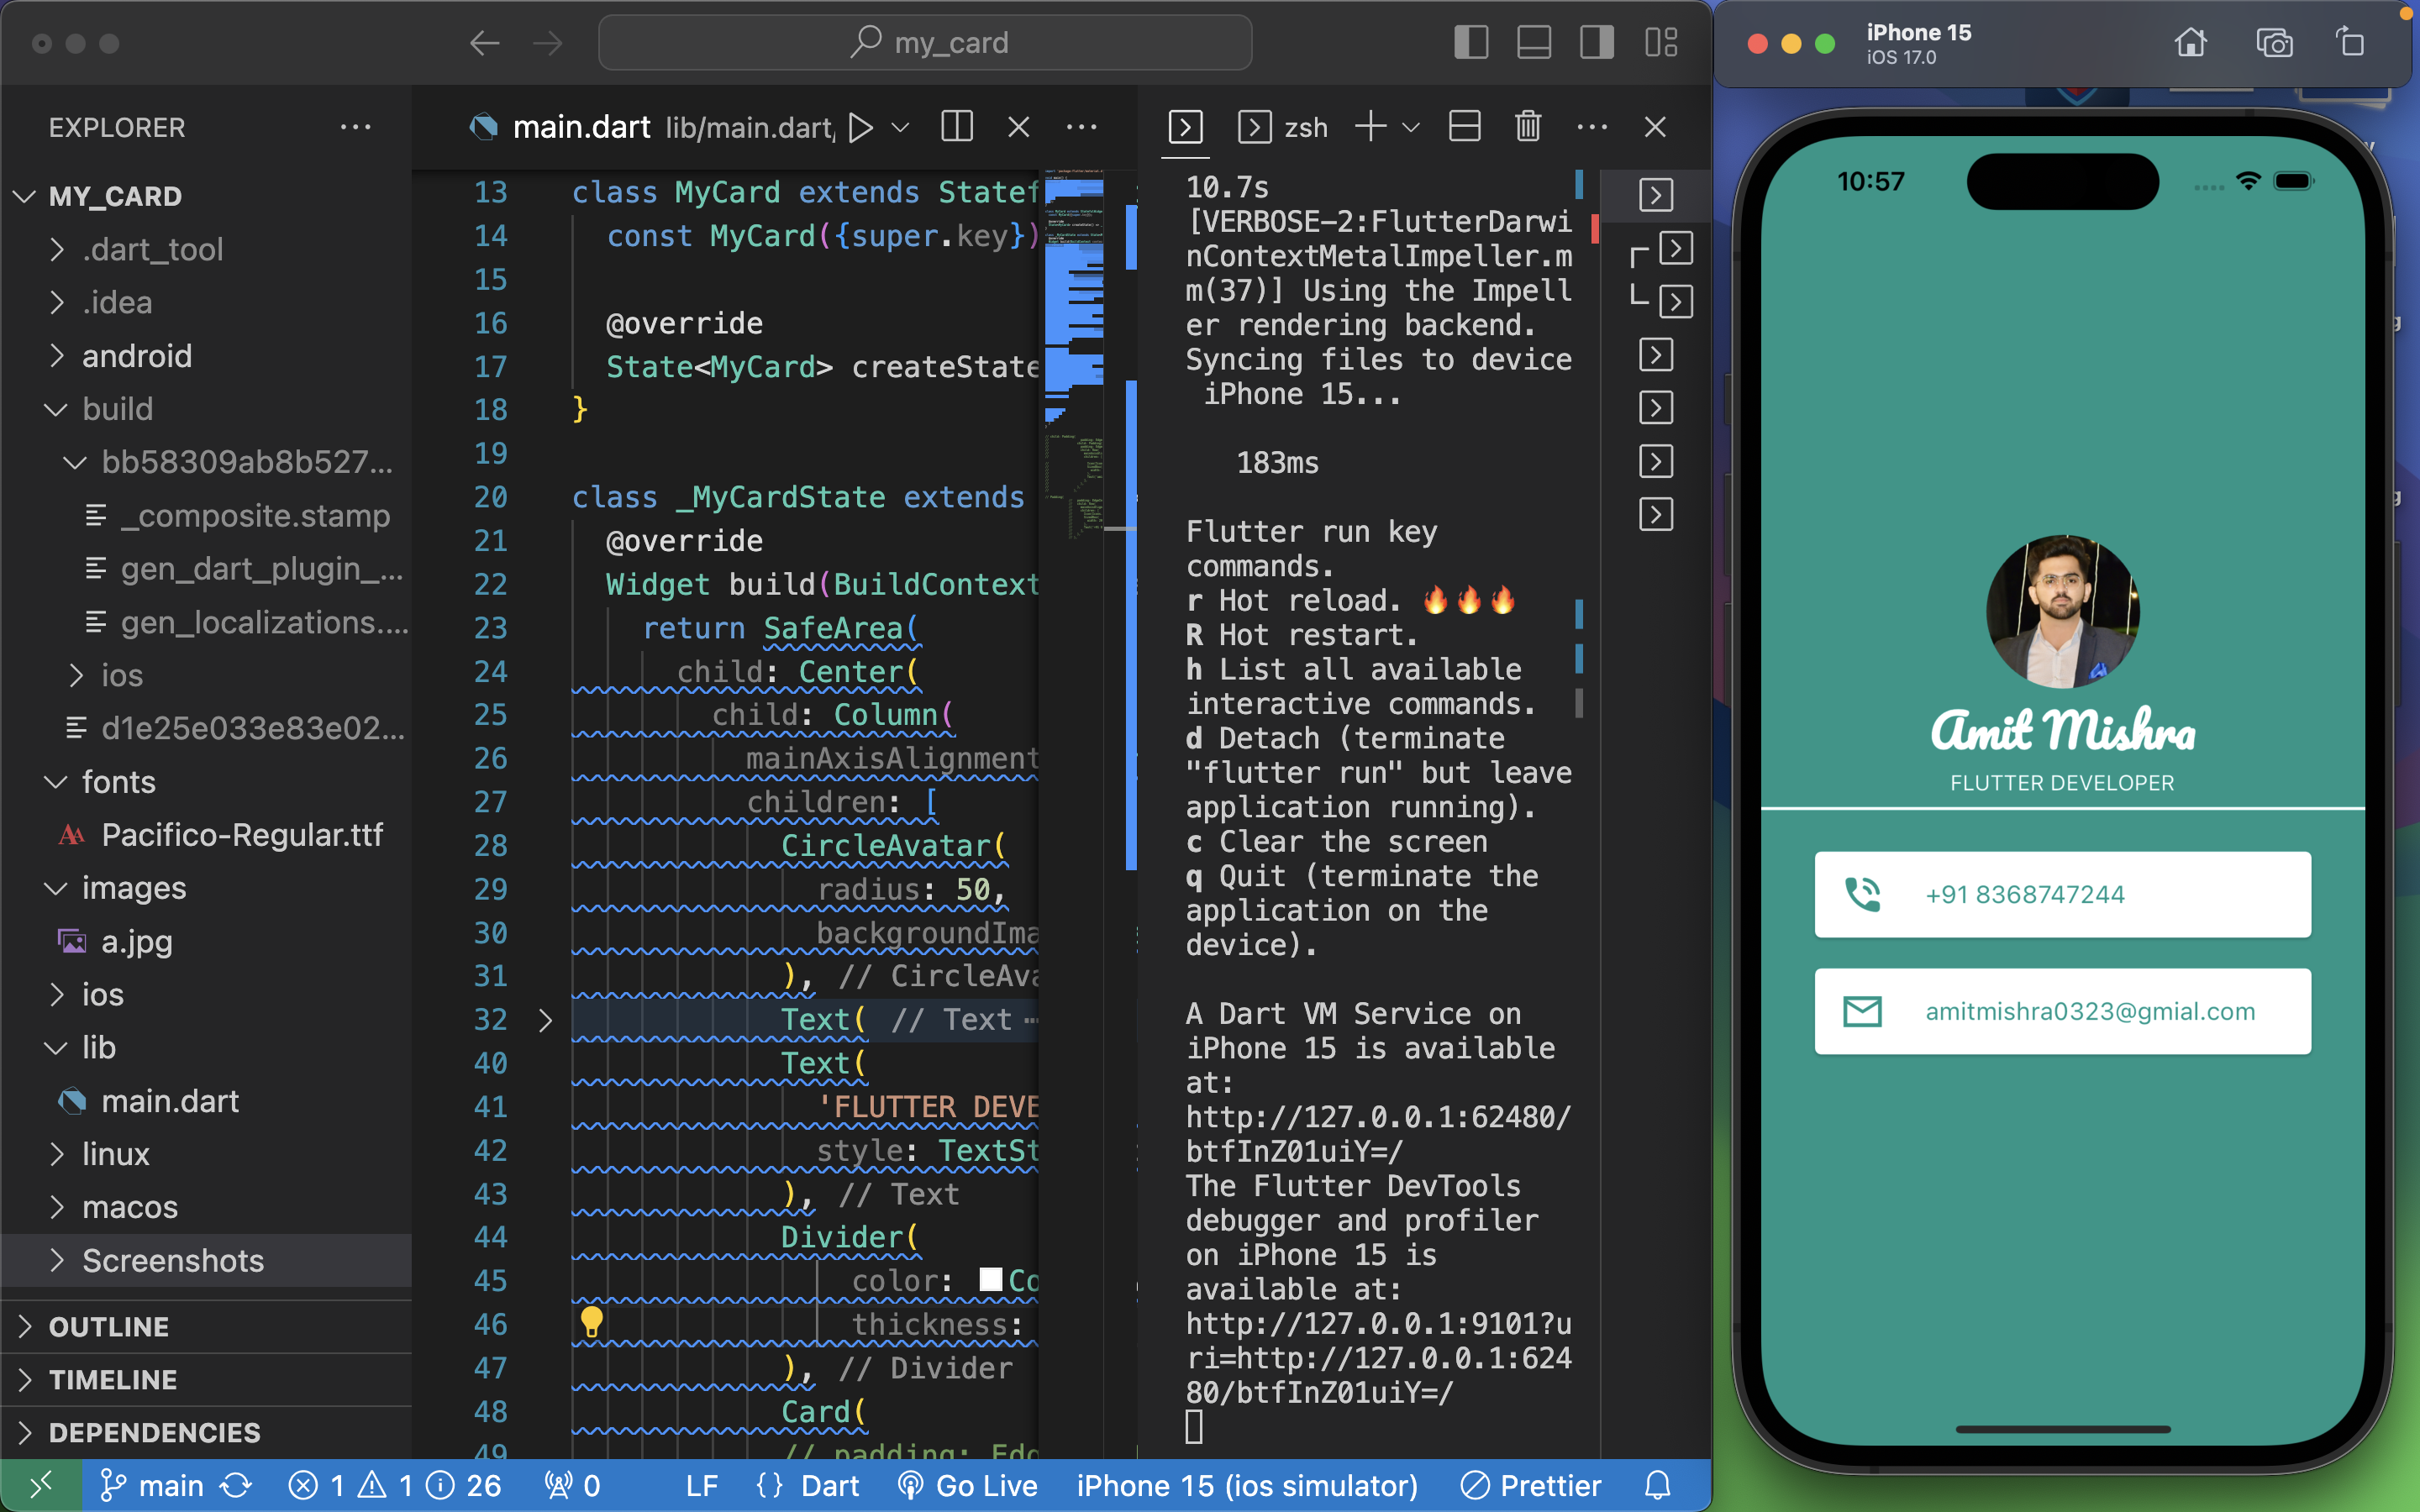 my_card
EXPLORER
MY_CARD
.dart_tool
.idea
android
build
bb58309ab8b527...
_composite.stamp
gen_dart_plugin_...
gen_localizations....
ios
d1e25e033e83e02...
fonts
Pacifico-Regular.ttf
images
a.jpg
ios
lib
main.dart
linux
macos
Screenshots
OUTLINE
TIMELINE
DEPENDENCIES
main.dart lib/main.dart,
13 class MyCard extends Statef
14 const MyCard({super.key})
15
16 @override
17 State<MyCard> createState
18 }
19
20 class _MyCardState extends
21 @override
22 Widget build(BuildContext
23 return SafeArea(
24 child: Center(
25 child: Column(
26 mainAxisAlignment
27 children: [
28 CircleAvatar(
29 radius: 50,
30 backgroundIma
31 ), // CircleAva
32 Text( // Text ⋯
40 Text(
41 'FLUTTER DEVE
42 style: TextSt
43 ), // Text
44 Divider(
45 color: Co
46 thickness:
47 ), // Divider
48 Card(
49 // padding: Edg
zsh
10.7s
[VERBOSE-2:FlutterDarwi
nContextMetalImpeller.m
m(37)] Using the Impell
er rendering backend.
Syncing files to device
iPhone 15...
183ms
Flutter run key
commands.
r Hot reload. 🔥🔥🔥
R Hot restart.
h List all available
interactive commands.
d Detach (terminate
"flutter run" but leave
application running).
c Clear the screen
q Quit (terminate the
application on the
device).
A Dart VM Service on
iPhone 15 is available
at:
http://127.0.0.1:62480/
btfInZ01uiY=/
The Flutter DevTools
debugger and profiler
on iPhone 15 is
available at:
http://127.0.0.1:9101?u
ri=http://127.0.0.1:624
80/btfInZ01uiY=/
main 1 1 26 0 LF {} Dart Go Live iPhone 15 (ios simulator) Prettier
iPhone 15
iOS 17.0
10:57
Amit Mishra
FLUTTER DEVELOPER
+91 8368747244
amitmishra0323@gmial.com